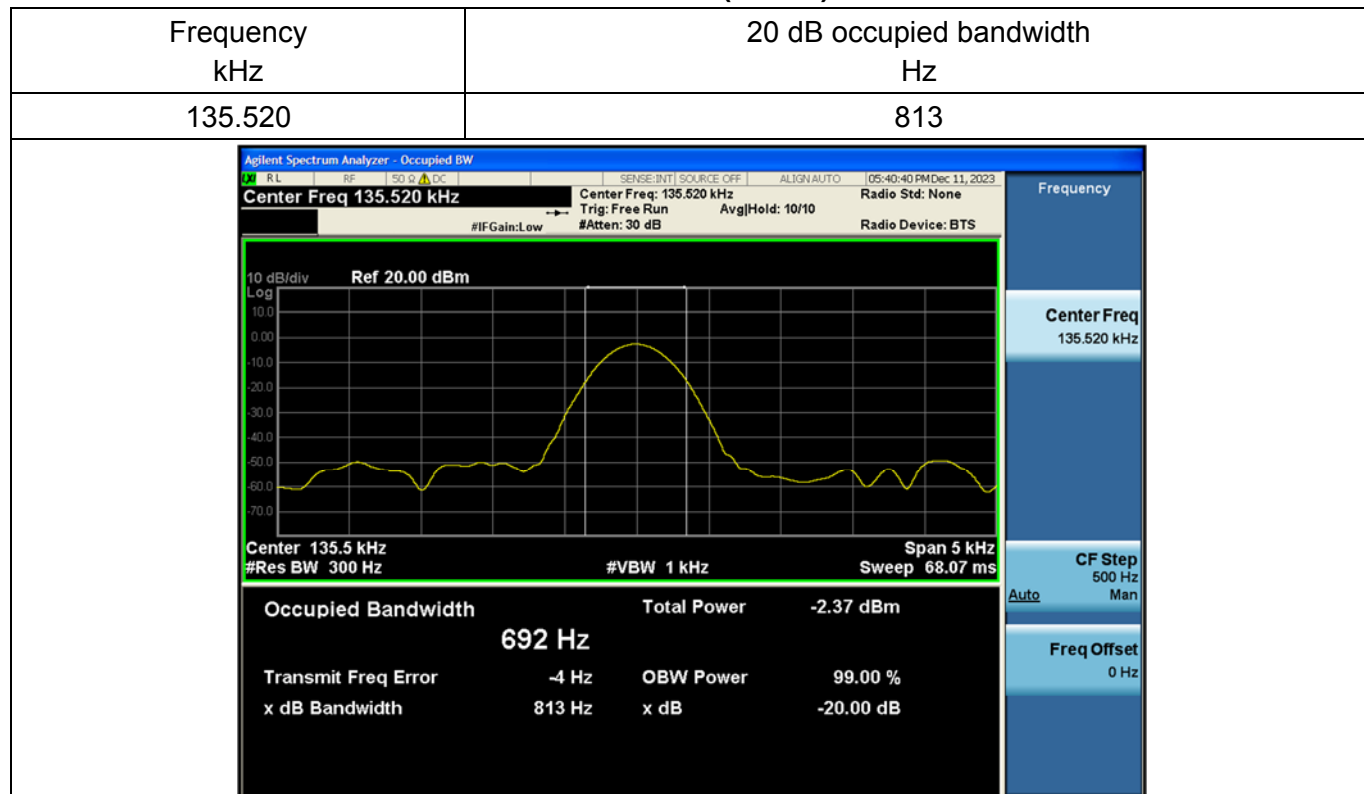 Frequency
kHz
20 dB occupied bandwidth
Hz
135.520
813
Agilent Spectrum Analyzer - Occupied BW
LXI RL RF 50 Ω DC SENSE:INT SOURCE OFF ALIGN AUTO 05:40:40 PM Dec 11, 2023
Center Freq 135.520 kHz
Center Freq: 135.520 kHz
Radio Std: None
Trig: Free Run
Avg|Hold: 10/10
#IFGain:Low
#Atten: 30 dB
Radio Device: BTS
10 dB/div
Ref 20.00 dBm
Log
10.0
0.00
-10.0
-20.0
-30.0
-40.0
-50.0
-60.0
-70.0
Center 135.5 kHz
Span 5 kHz
#Res BW 300 Hz
#VBW 1 kHz
Sweep 68.07 ms
Occupied Bandwidth
692 Hz
Total Power
-2.37 dBm
Transmit Freq Error
-4 Hz
OBW Power
99.00 %
x dB Bandwidth
813 Hz
x dB
-20.00 dB
Frequency
Center Freq
135.520 kHz
CF Step
500 Hz
Auto Man
Freq Offset
0 Hz